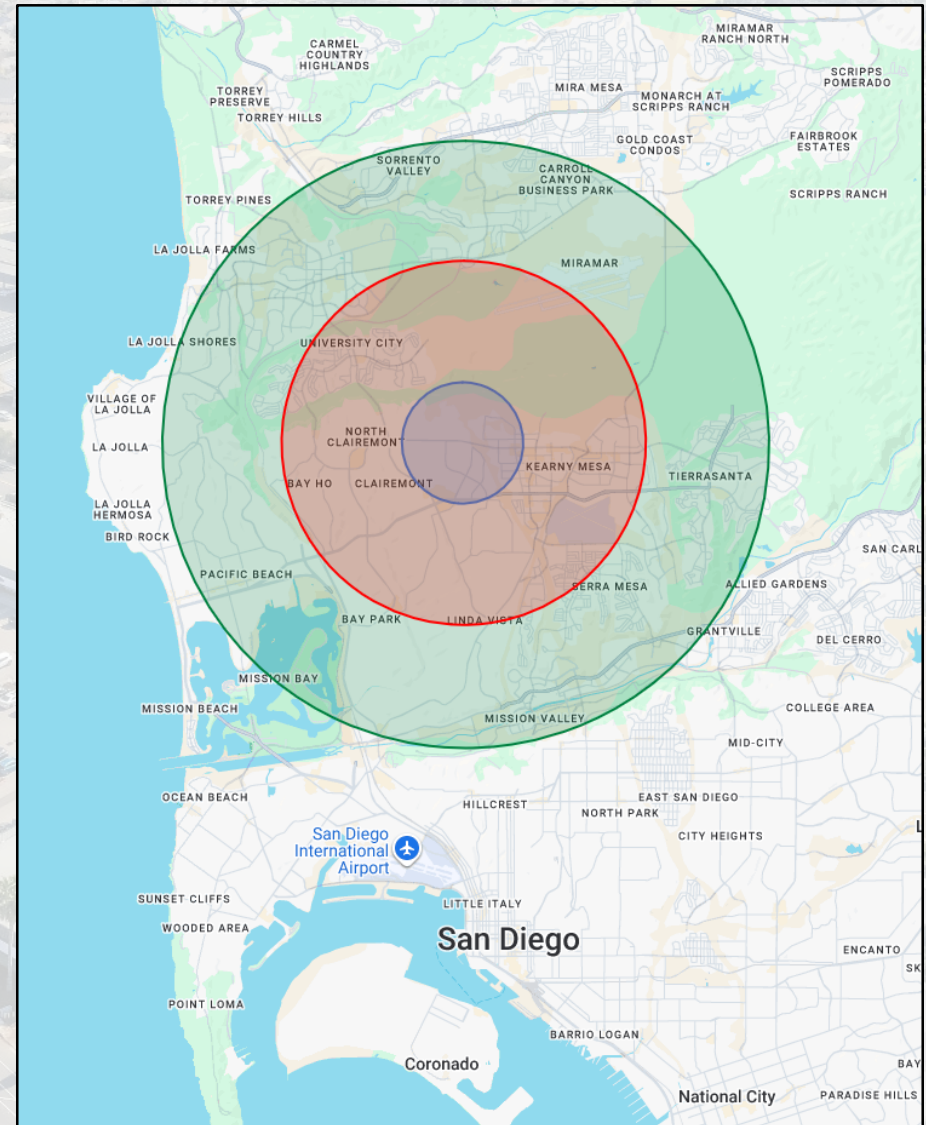 CARMEL
COUNTRY
HIGHLANDS
MIRAMAR
RANCH NORTH
SCRIPPS
POMERADO
TORREY
PRESERVE
MIRA MESA
MONARCH AT
SCRIPPS RANCH
TORREY HILLS
GOLD COAST
CONDOS
FAIRBROOK
ESTATES
SORRENTO
VALLEY
CARROLL
CANYON
BUSINESS PARK
SCRIPPS RANCH
TORREY PINES
LA JOLLA FARMS
MIRAMAR
LA JOLLA SHORES
UNIVERSITY CITY
VILLAGE OF
LA JOLLA
NORTH
CLAIREMONT
LA JOLLA
KEARNY MESA
TIERRASANTA
BAY HO
CLAIREMONT
LA JOLLA
HERMOSA
BIRD ROCK
SAN CARL
PACIFIC BEACH
SERRA MESA
ALLIED GARDENS
BAY PARK
LINDA VISTA
GRANTVILLE
DEL CERRO
MISSION BAY
MISSION BEACH
MISSION VALLEY
COLLEGE AREA
MID-CITY
OCEAN BEACH
HILLCREST
EAST SAN DIEGO
NORTH PARK
CITY HEIGHTS
L
San Diego
International
Airport
SUNSET CLIFFS
LITTLE ITALY
WOODED AREA
San Diego
ENCANTO
SK
POINT LOMA
BARRIO LOGAN
Coronado
BAY
National City
PARADISE HILLS